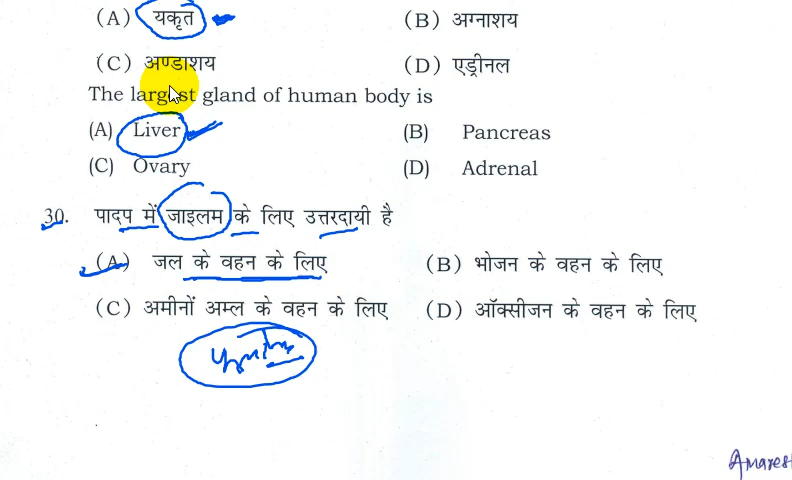 (A) यकृत (B) अग्नाशय
(C) अण्डाशय (D) एड्रीनल
The largest gland of human body is
(A) Liver (B) Pancreas
(C) Ovary (D) Adrenal
30. पादप में जाइलम के लिए उत्तरदायी है
(A) जल के वहन के लिए (B) भोजन के वहन के लिए
(C) अमीनों अम्ल के वहन के लिए (D) ऑक्सीजन के वहन के लिए
Amares